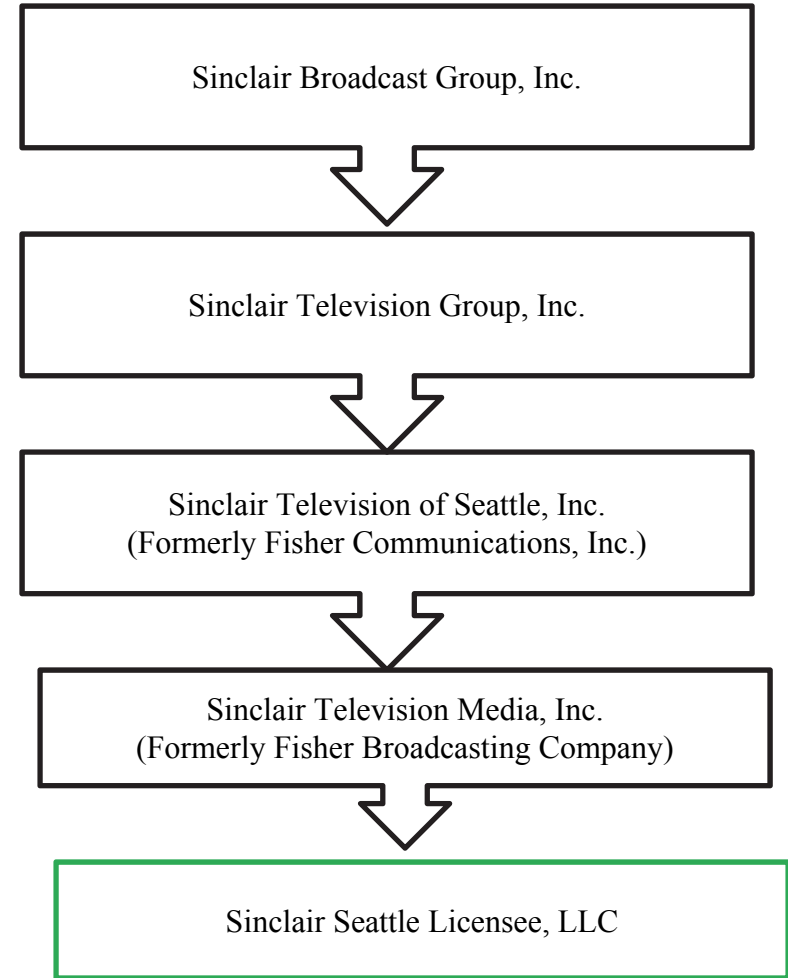 Sinclair Broadcast Group, Inc.
Sinclair Television Group, Inc.
Sinclair Television of Seattle, Inc.
(Formerly Fisher Communications, Inc.)
Sinclair Television Media, Inc.
(Formerly Fisher Broadcasting Company)
Sinclair Seattle Licensee, LLC